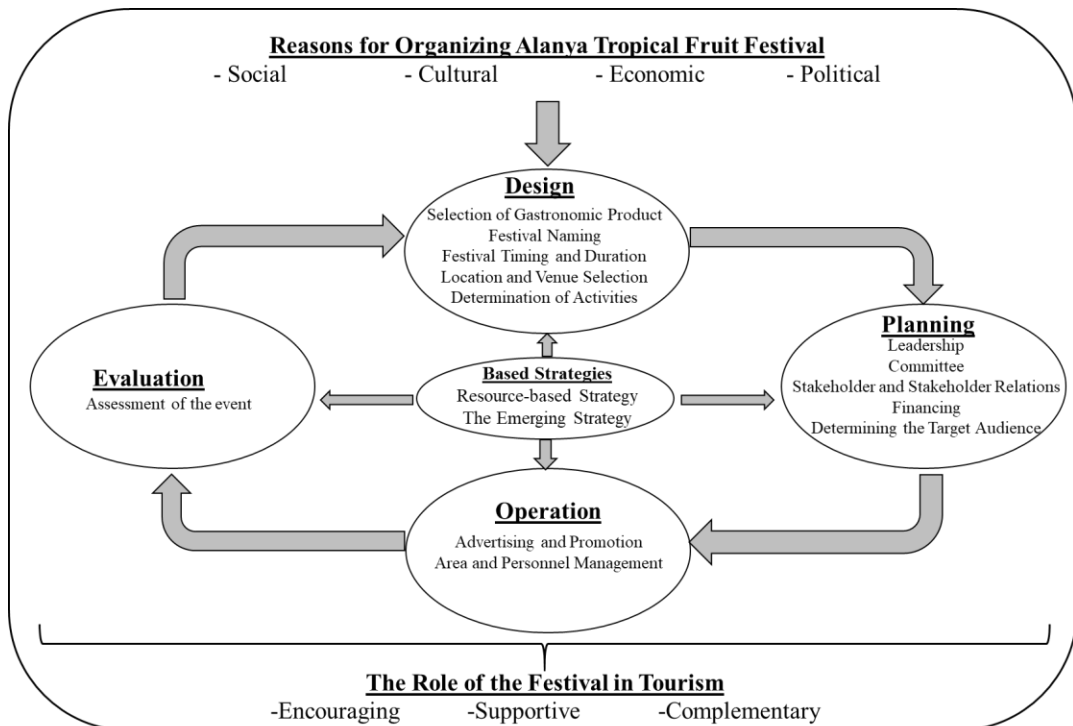 Reasons for Organizing Alanya Tropical Fruit Festival
- Social - Cultural - Economic - Political
Design
Selection of Gastronomic Product
Festival Naming
Festival Timing and Duration
Location and Venue Selection
Determination of Activities
Planning
Leadership
Committee
Stakeholder and Stakeholder Relations
Financing
Determining the Target Audience
Evaluation
Assessment of the event
Based Strategies
Resource-based Strategy
The Emerging Strategy
Operation
Advertising and Promotion
Area and Personnel Management
The Role of the Festival in Tourism
-Encouraging -Supportive -Complementary